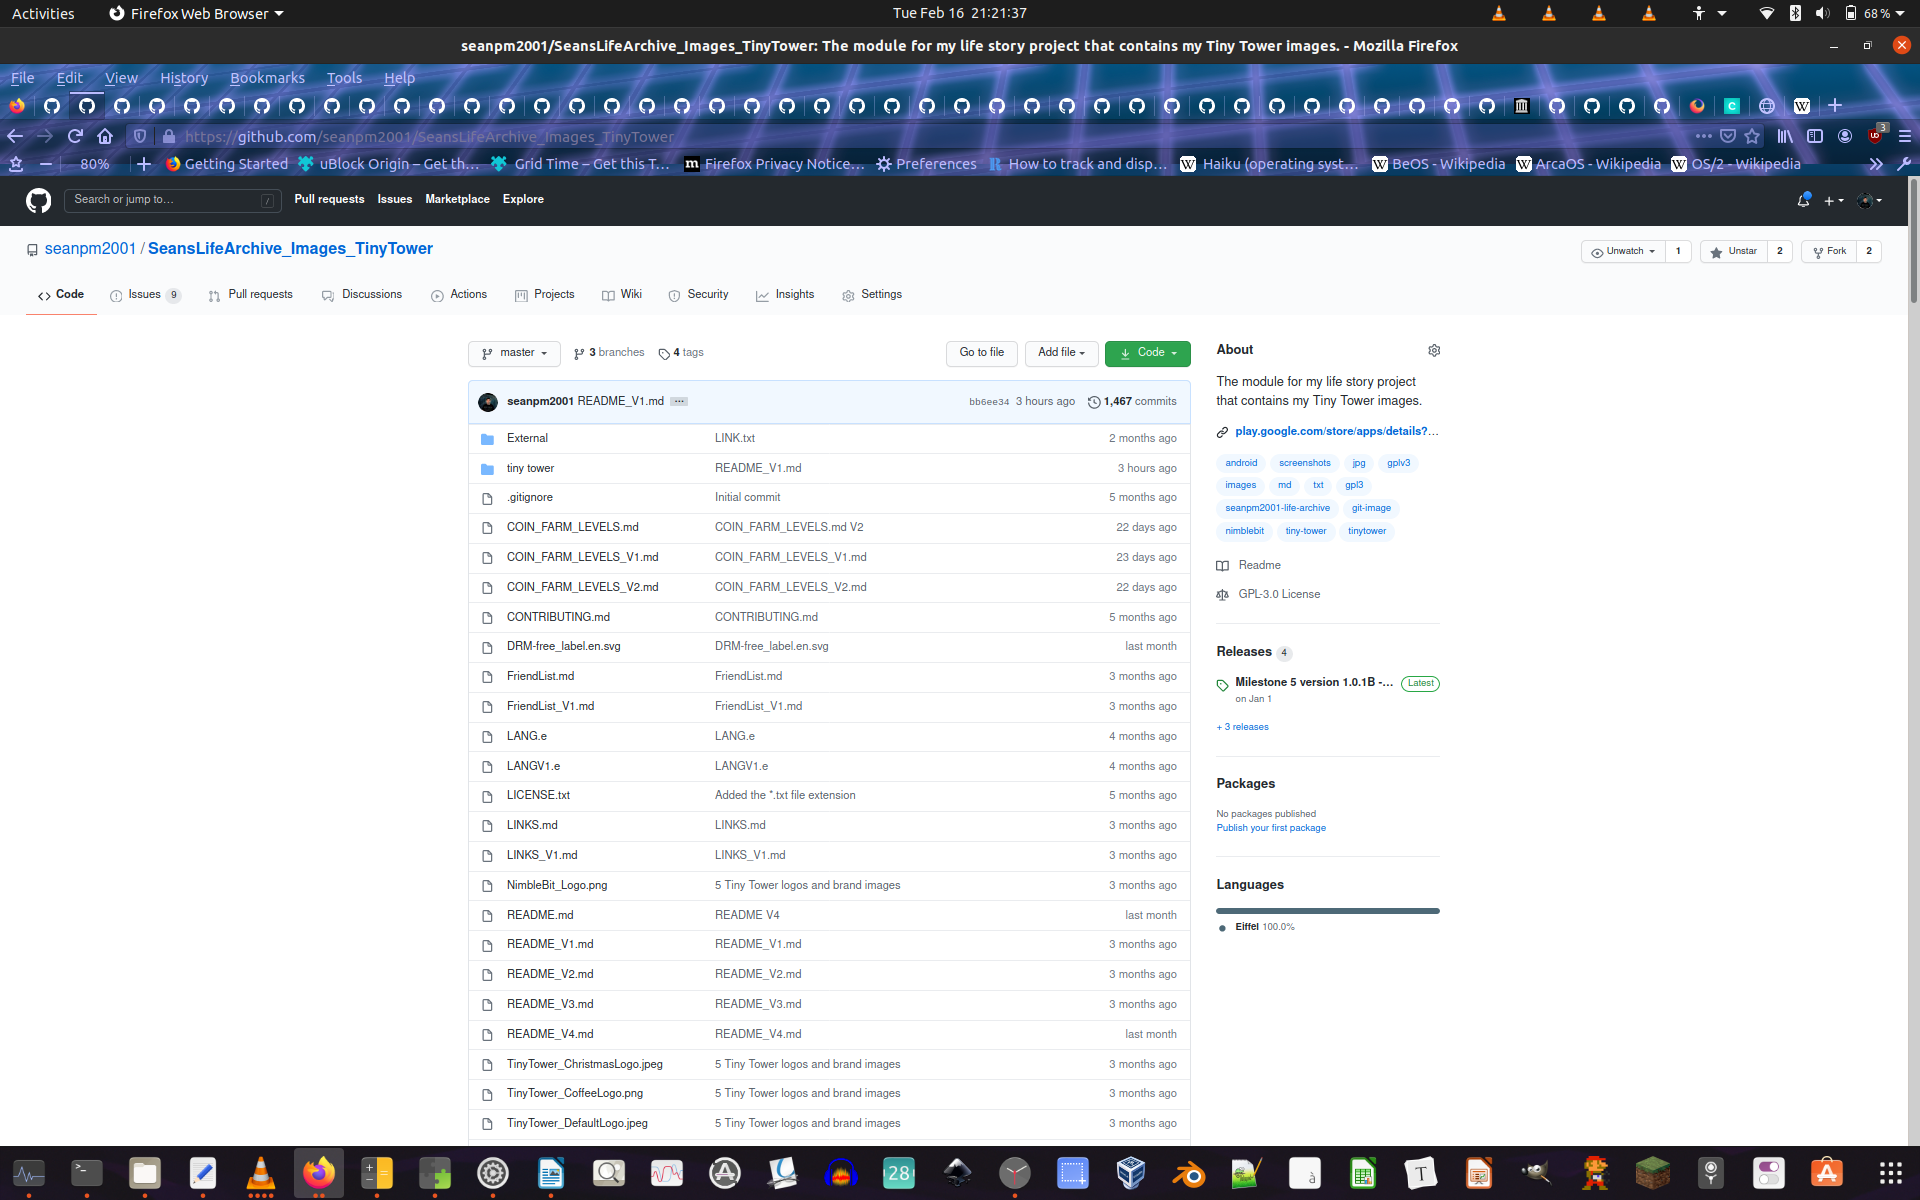 Activities
Firefox Web Browser
Tue Feb 16 21:21:37
68 %
seanpm2001/SeansLifeArchive_Images_TinyTower: The module for my life story project that contains my Tiny Tower images. - Mozilla Firefox
File Edit View History Bookmarks Tools Help
https://github.com/seanpm2001/SeansLifeArchive_Images_TinyTower
3
80%
Getting Started
uBlock Origin – Get th…
Grid Time – Get this T…
Firefox Privacy Notice…
Preferences
How to track and disp…
Haiku (operating syst…
BeOS - Wikipedia
ArcaOS - Wikipedia
OS/2 - Wikipedia
Search or jump to…
/
Pull requests Issues Marketplace Explore
seanpm2001 / SeansLifeArchive_Images_TinyTower
Unwatch 1
Unstar 2
Fork 2
Code
Issues 9
Pull requests
Discussions
Actions
Projects
Wiki
Security
Insights
Settings
master
3 branches
4 tags
Go to file
Add file
Code
seanpm2001 README_V1.md ...
bb6ee34 3 hours ago 1,467 commits
External LINK.txt 2 months ago
tiny tower README_V1.md 3 hours ago
.gitignore Initial commit 5 months ago
COIN_FARM_LEVELS.md COIN_FARM_LEVELS.md V2 22 days ago
COIN_FARM_LEVELS_V1.md COIN_FARM_LEVELS_V1.md 23 days ago
COIN_FARM_LEVELS_V2.md COIN_FARM_LEVELS_V2.md 22 days ago
CONTRIBUTING.md CONTRIBUTING.md 5 months ago
DRM-free_label.en.svg DRM-free_label.en.svg last month
FriendList.md FriendList.md 3 months ago
FriendList_V1.md FriendList_V1.md 3 months ago
LANG.e LANG.e 4 months ago
LANGV1.e LANGV1.e 4 months ago
LICENSE.txt Added the *.txt file extension 5 months ago
LINKS.md LINKS.md 3 months ago
LINKS_V1.md LINKS_V1.md 3 months ago
NimbleBit_Logo.png 5 Tiny Tower logos and brand images 3 months ago
README.md README V4 last month
README_V1.md README_V1.md 3 months ago
README_V2.md README_V2.md 3 months ago
README_V3.md README_V3.md 3 months ago
README_V4.md README_V4.md last month
TinyTower_ChristmasLogo.jpeg 5 Tiny Tower logos and brand images 3 months ago
TinyTower_CoffeeLogo.png 5 Tiny Tower logos and brand images 3 months ago
TinyTower_DefaultLogo.jpeg 5 Tiny Tower logos and brand images 3 months ago
About
The module for my life story project
that contains my Tiny Tower images.
play.google.com/store/apps/details?…
android screenshots jpg gplv3
images md txt gpl3
seanpm2001-life-archive git-image
nimblebit tiny-tower tinytower
Readme
GPL-3.0 License
Releases 4
Milestone 5 version 1.0.1B -… Latest
on Jan 1
+ 3 releases
Packages
No packages published
Publish your first package
Languages
Eiffel 100.0%
28